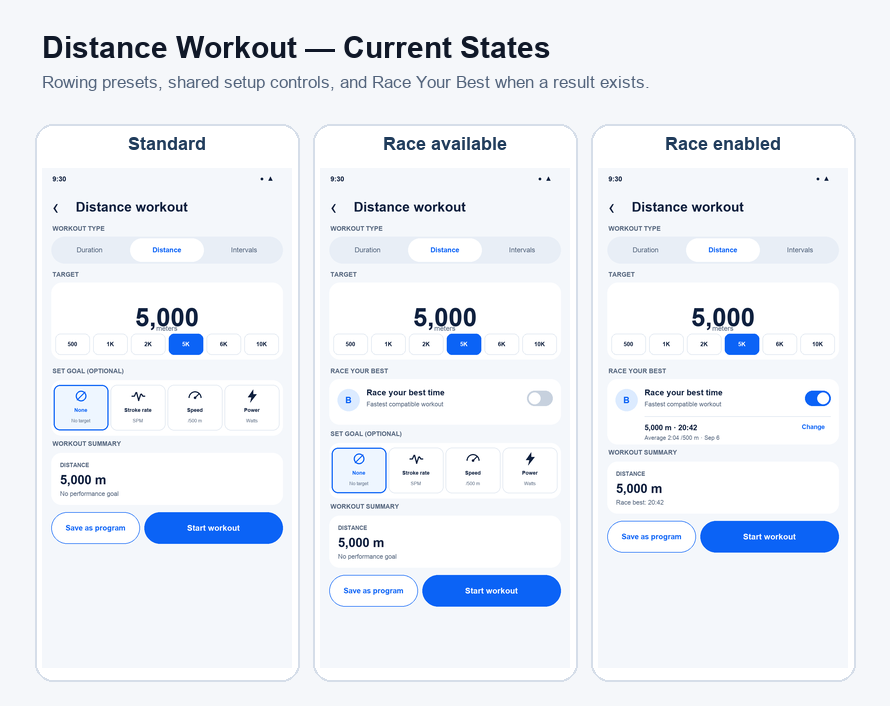 Distance Workout — Current States
Rowing presets, shared setup controls, and Race Your Best when a result exists.
Standard
9:30
Distance workout
WORKOUT TYPE
Duration Distance Intervals
TARGET
5,000
meters
500 1K 2K 5K 6K 10K
SET GOAL (OPTIONAL)
None Stroke rate Speed Power
No target SPM /500 m Watts
WORKOUT SUMMARY
DISTANCE
5,000 m
No performance goal
Save as program Start workout
Race available
9:30
Distance workout
WORKOUT TYPE
Duration Distance Intervals
TARGET
5,000
meters
500 1K 2K 5K 6K 10K
RACE YOUR BEST
B
Race your best time
Fastest compatible workout
SET GOAL (OPTIONAL)
None Stroke rate Speed Power
No target SPM /500 m Watts
WORKOUT SUMMARY
DISTANCE
5,000 m
No performance goal
Save as program Start workout
Race enabled
9:30
Distance workout
WORKOUT TYPE
Duration Distance Intervals
TARGET
5,000
meters
500 1K 2K 5K 6K 10K
RACE YOUR BEST
B
Race your best time
Fastest compatible workout
5,000 m · 20:42 Change
Average 2:04 /500 m · Sep 6
WORKOUT SUMMARY
DISTANCE
5,000 m
Race best: 20:42
Save as program Start workout